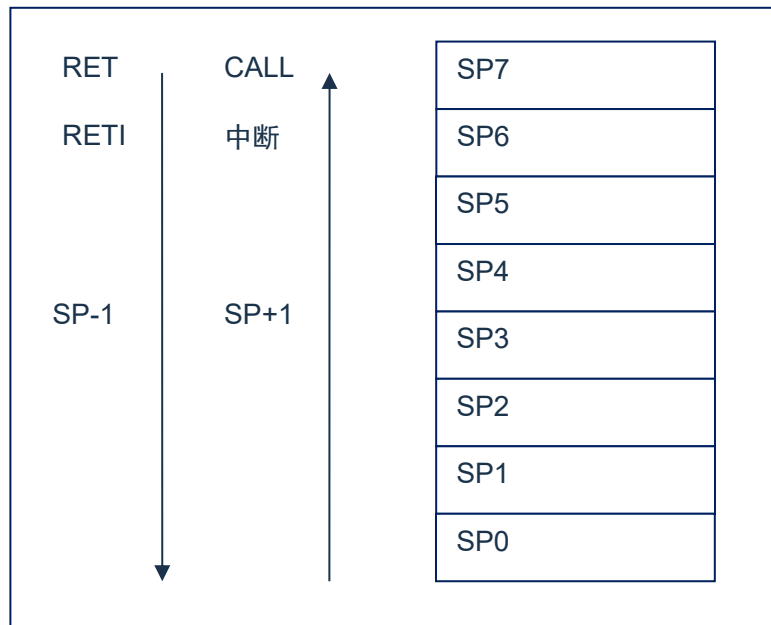 RET CALL SP7
RETI 中断 SP6
SP5
SP4
SP-1 SP+1 SP3
SP2
SP1
SP0